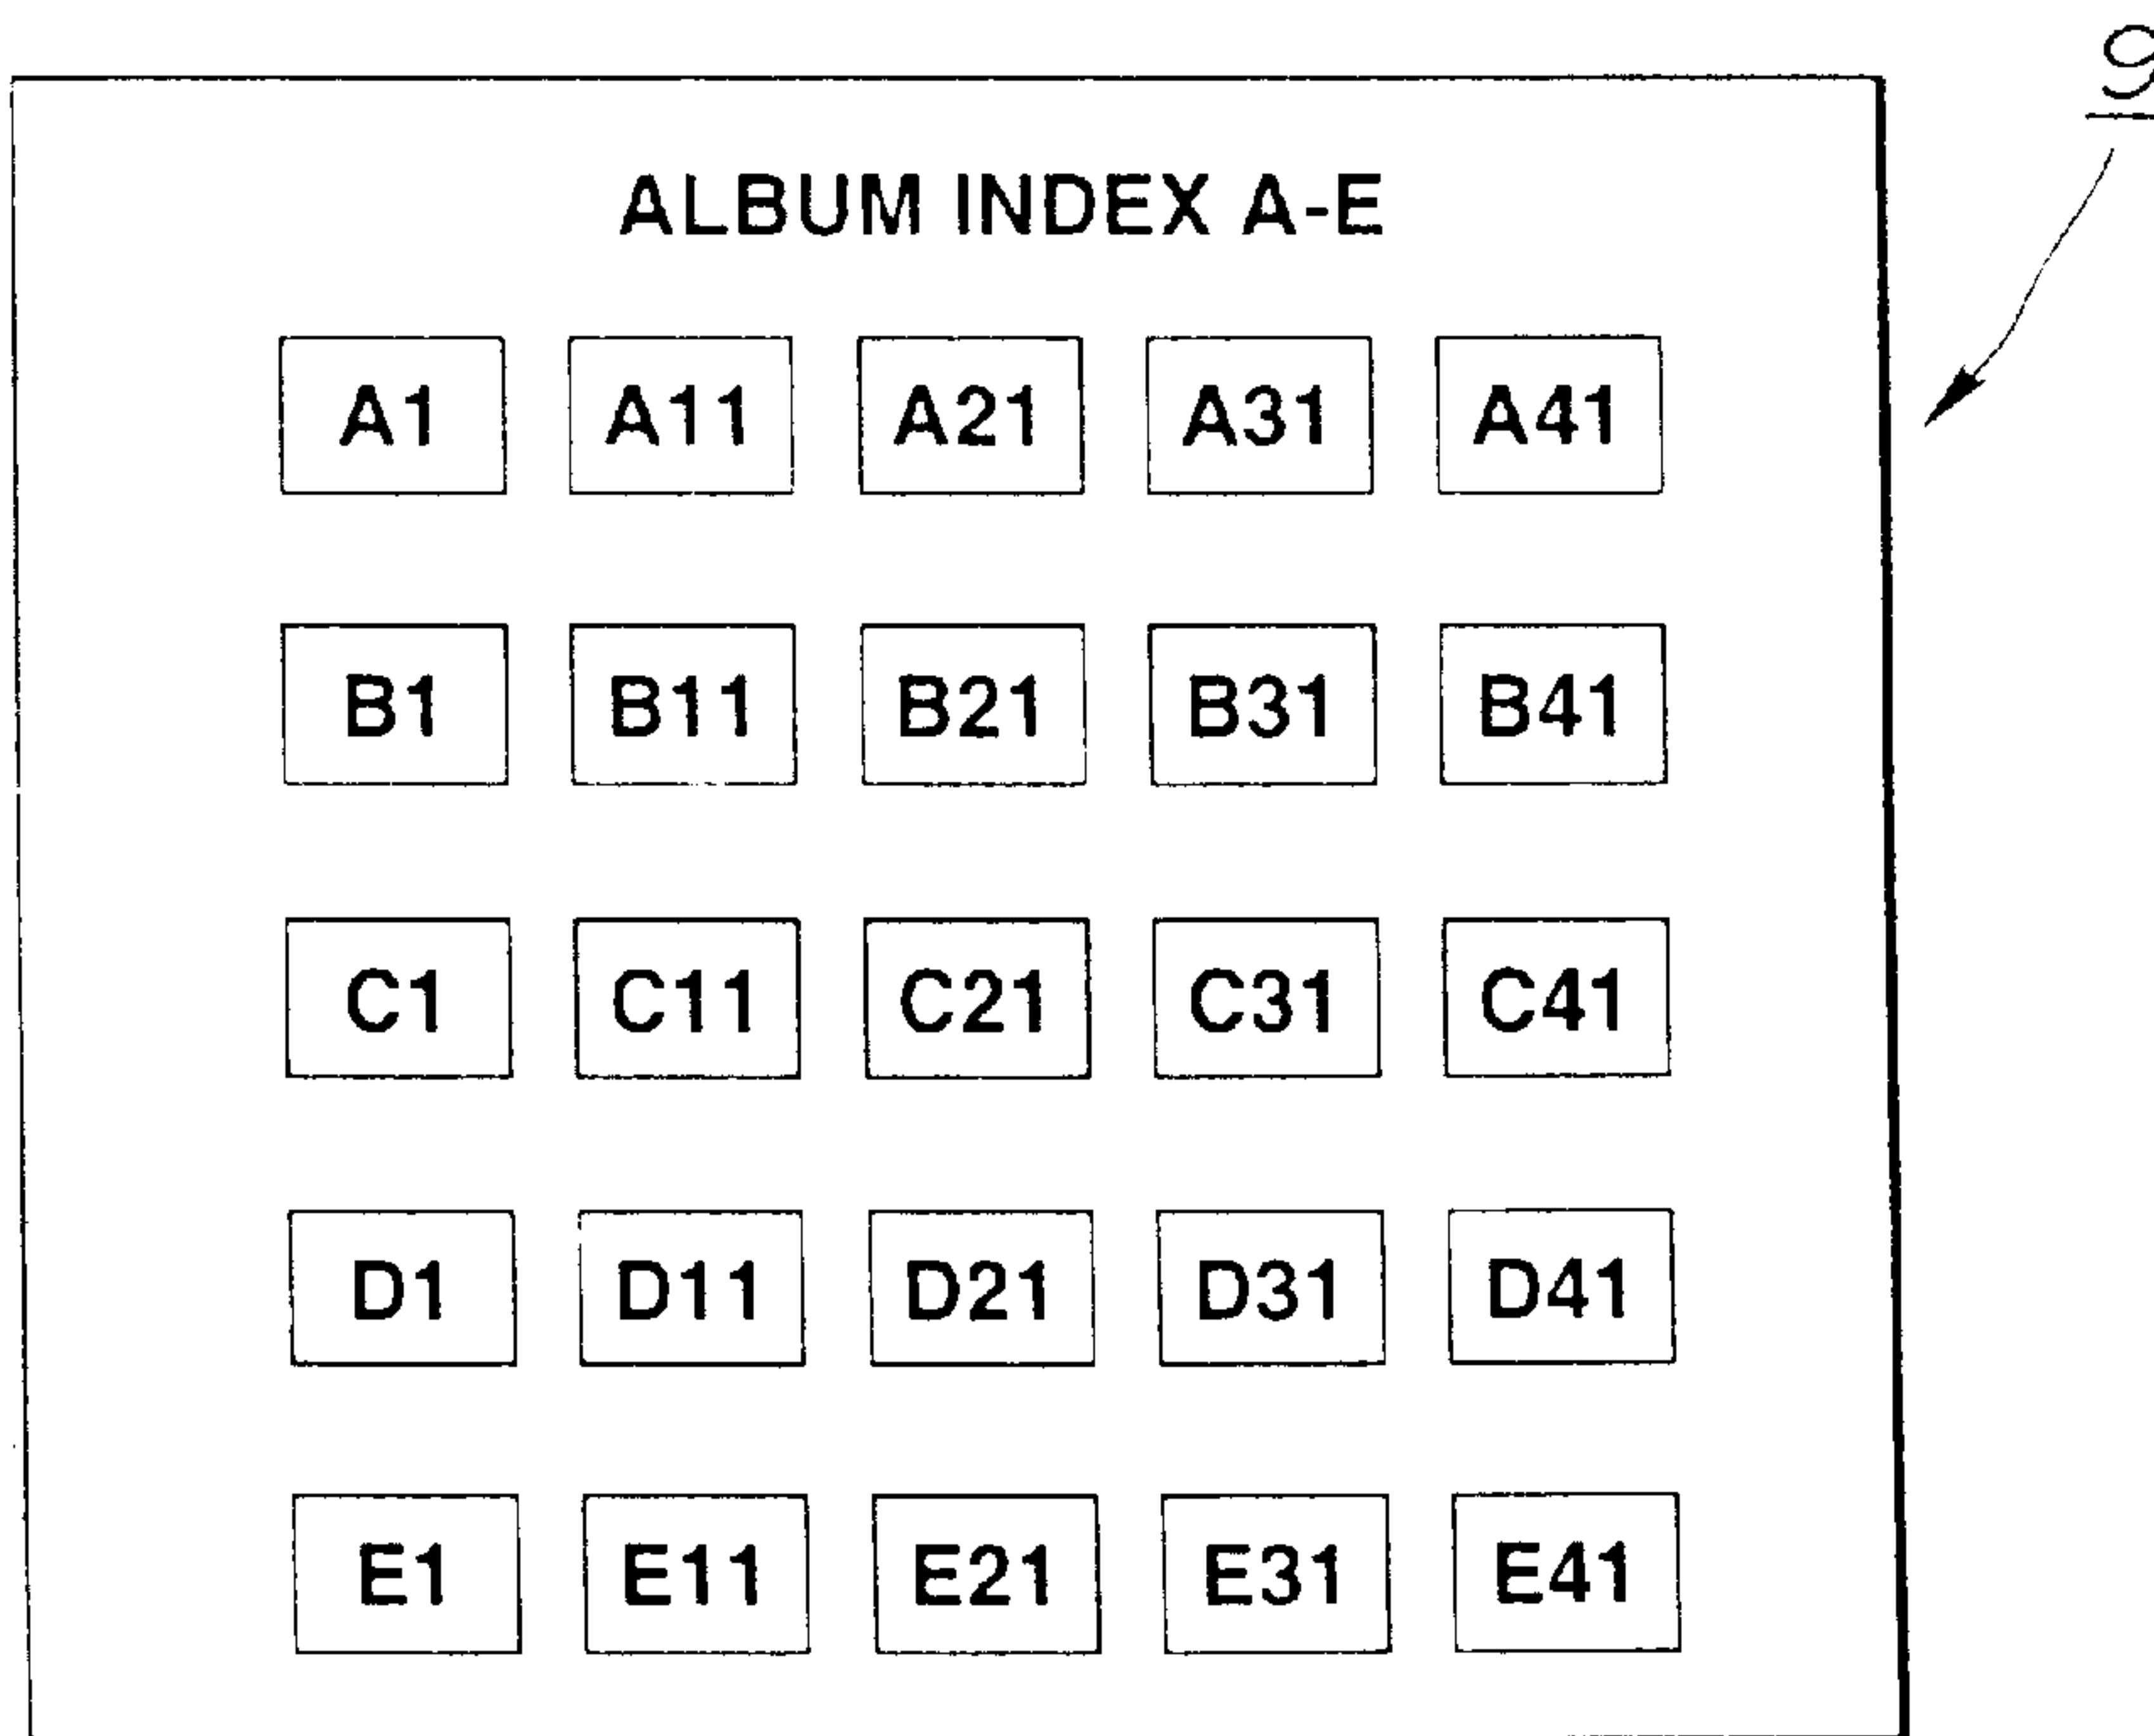 19
ALBUM INDEX A-E
A1 A11 A21 A31 A41
B1 B11 B21 B31 B41
C1 C11 C21 C31 C41
D1 D11 D21 D31 D41
E1 E11 E21 E31 E41